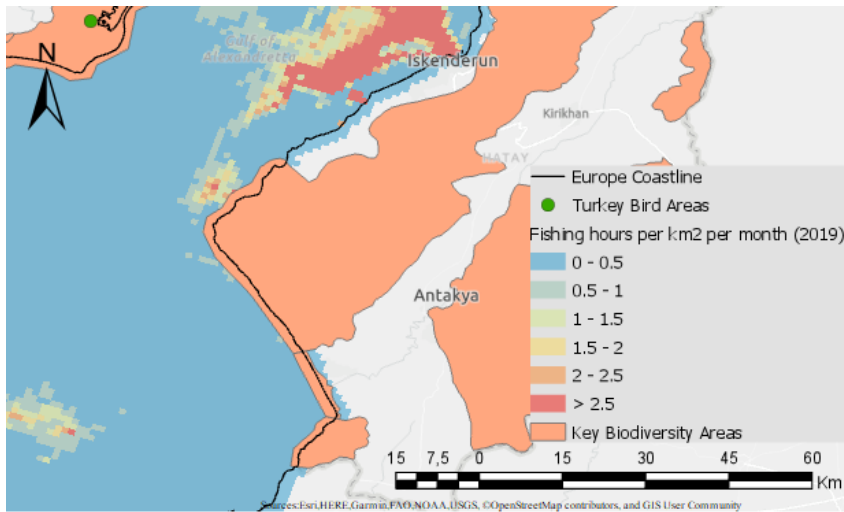 N
Gulf of
Alexandretta
Iskenderun
Kirikhan
HATAY
Antakya
Europe Coastline
Turkey Bird Areas
Fishing hours per km2 per month (2019)
0 - 0.5
0.5 - 1
1 - 1.5
1.5 - 2
2 - 2.5
> 2.5
Key Biodiversity Areas
15 7,5 0 15 30 45 60
Km
Sources:Esri,HERE,Garmin,FAO,NOAA,USGS, ©OpenStreetMap contributors, and GIS User Community